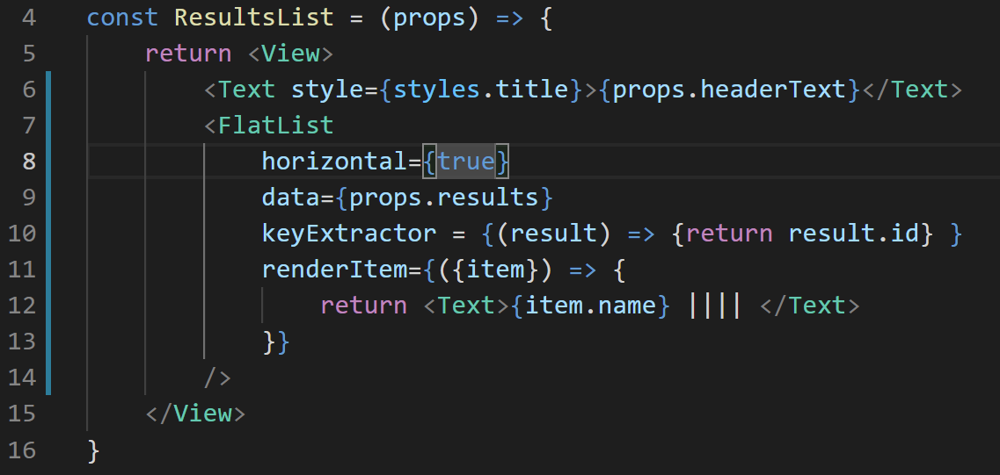 4 const ResultsList = (props) => {
5 return <View>
6 <Text style={styles.title}>{props.headerText}</Text>
7 <FlatList
8 horizontal={true}
9 data={props.results}
10 keyExtractor = {(result) => {return result.id} }
11 renderItem={({item}) => {
12 return <Text>{item.name} |||| </Text>
13 }}
14 />
15 </View>
16 }